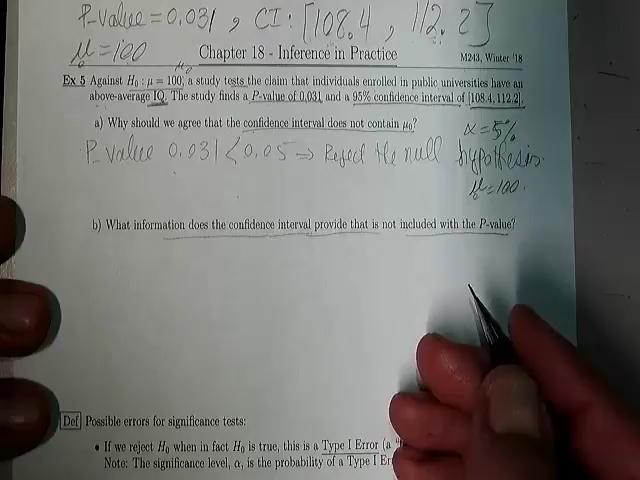 P-value = 0.031 , CI: [108.4, 112.2]
μ₀ = 100
Chapter 18 - Inference in Practice
M243, Winter '18
μ₀
Ex 5 Against H₀ : μ = 100, a study tests the claim that individuals enrolled in public universities have an
above-average IQ. The study finds a P-value of 0.031 and a 95% confidence interval of [108.4, 112.2].
a) Why should we agree that the confidence interval does not contain μ₀?
α = 5%
P-value 0.031 < 0.05 ⇒ Reject the null hypothesis.
μ₀ = 100.
b) What information does the confidence interval provide that is not included with the P-value?
Def Possible errors for significance tests:
• If we reject H₀ when in fact H₀ is true, this is a Type I Error (a
Note: The significance level, α, is the probability of a Type I Er